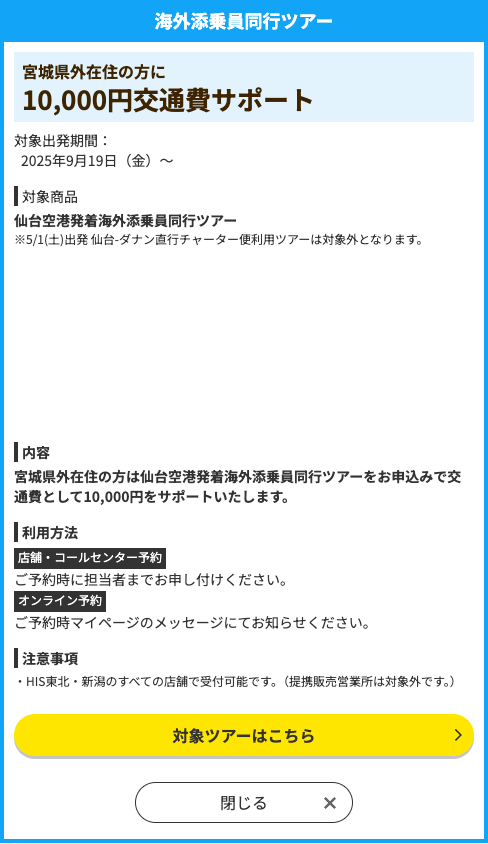 海外添乗員同行ツアー
宮城県外在住の方に
10,000円交通費サポート
対象出発期間：
2025年9月19日（金）～
対象商品
仙台空港発着海外添乗員同行ツアー
※5/1(土)出発 仙台-ダナン直行チャーター便利用ツアーは対象外となります。
内容
宮城県外在住の方は仙台空港発着海外添乗員同行ツアーをお申込みで交
通費として10,000円をサポートいたします。
利用方法
店舗・コールセンター予約
ご予約時に担当者までお申し付けください。
オンライン予約
ご予約時マイページのメッセージにてお知らせください。
注意事項
・HIS東北・新潟のすべての店舗で受付可能です。（提携販売営業所は対象外です。）
対象ツアーはこちら
閉じる ×